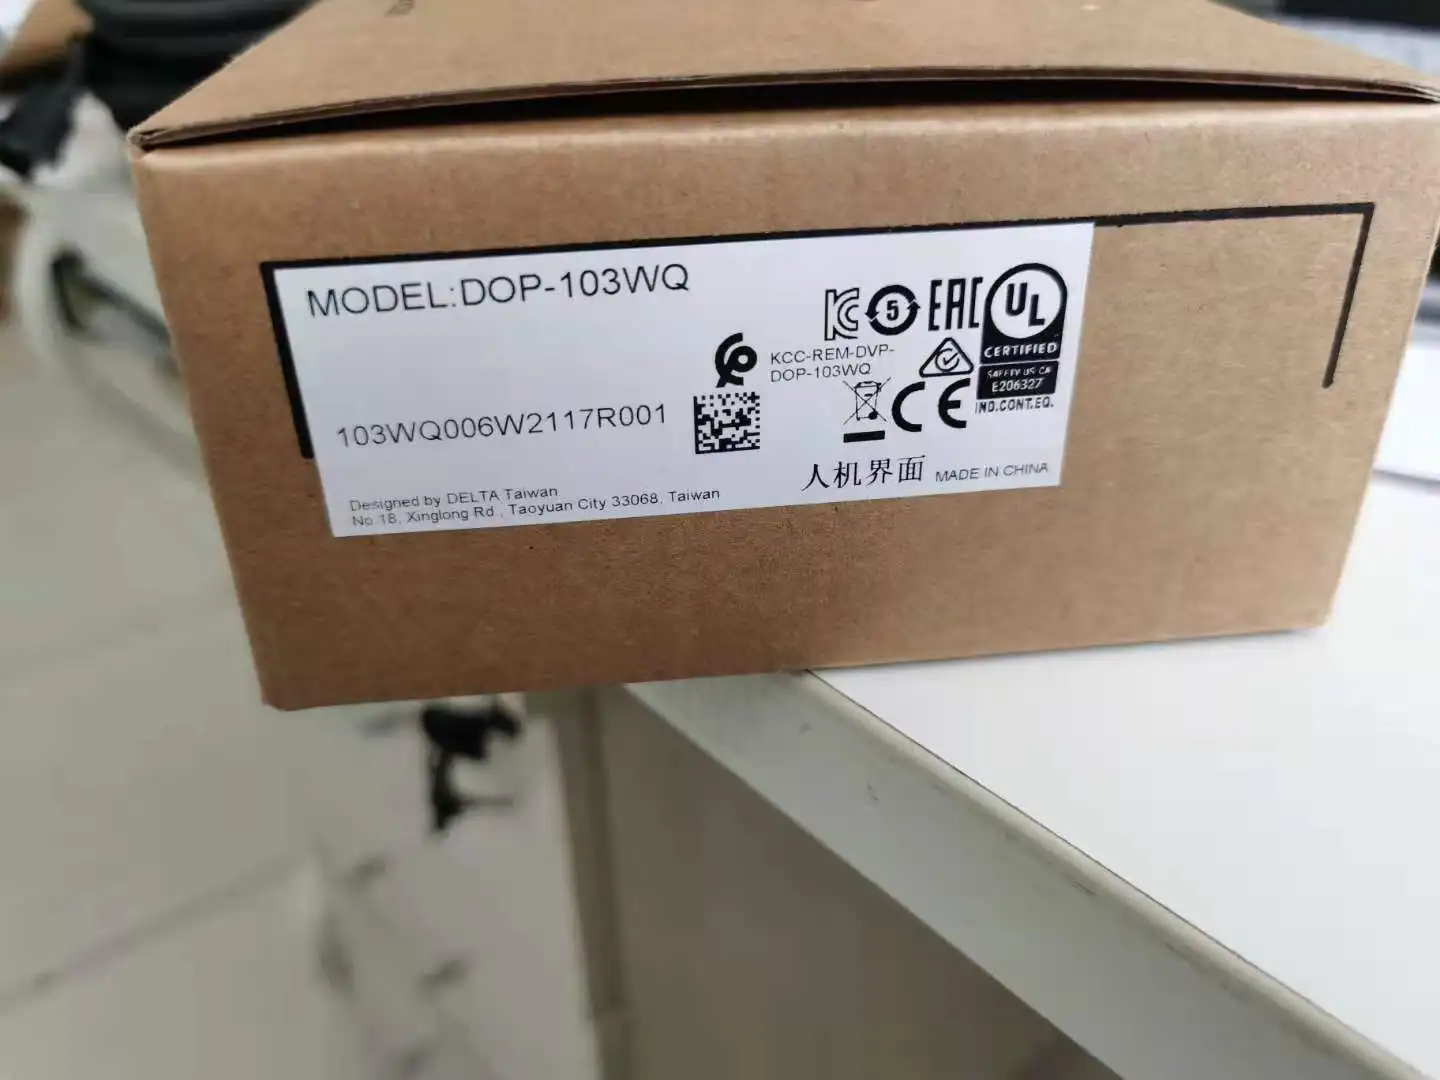 MODEL:DOP-103WQ
KC 5 EAC UL
CERTIFIED
SAFETY US CA
E206327
IND.CONT.EQ.
KCC-REM-DVP-
DOP-103WQ
CE
103WQ006W2117R001
人机界面 MADE IN CHINA
Designed by DELTA Taiwan
No.18, Xinglong Rd., Taoyuan City 33068, Taiwan